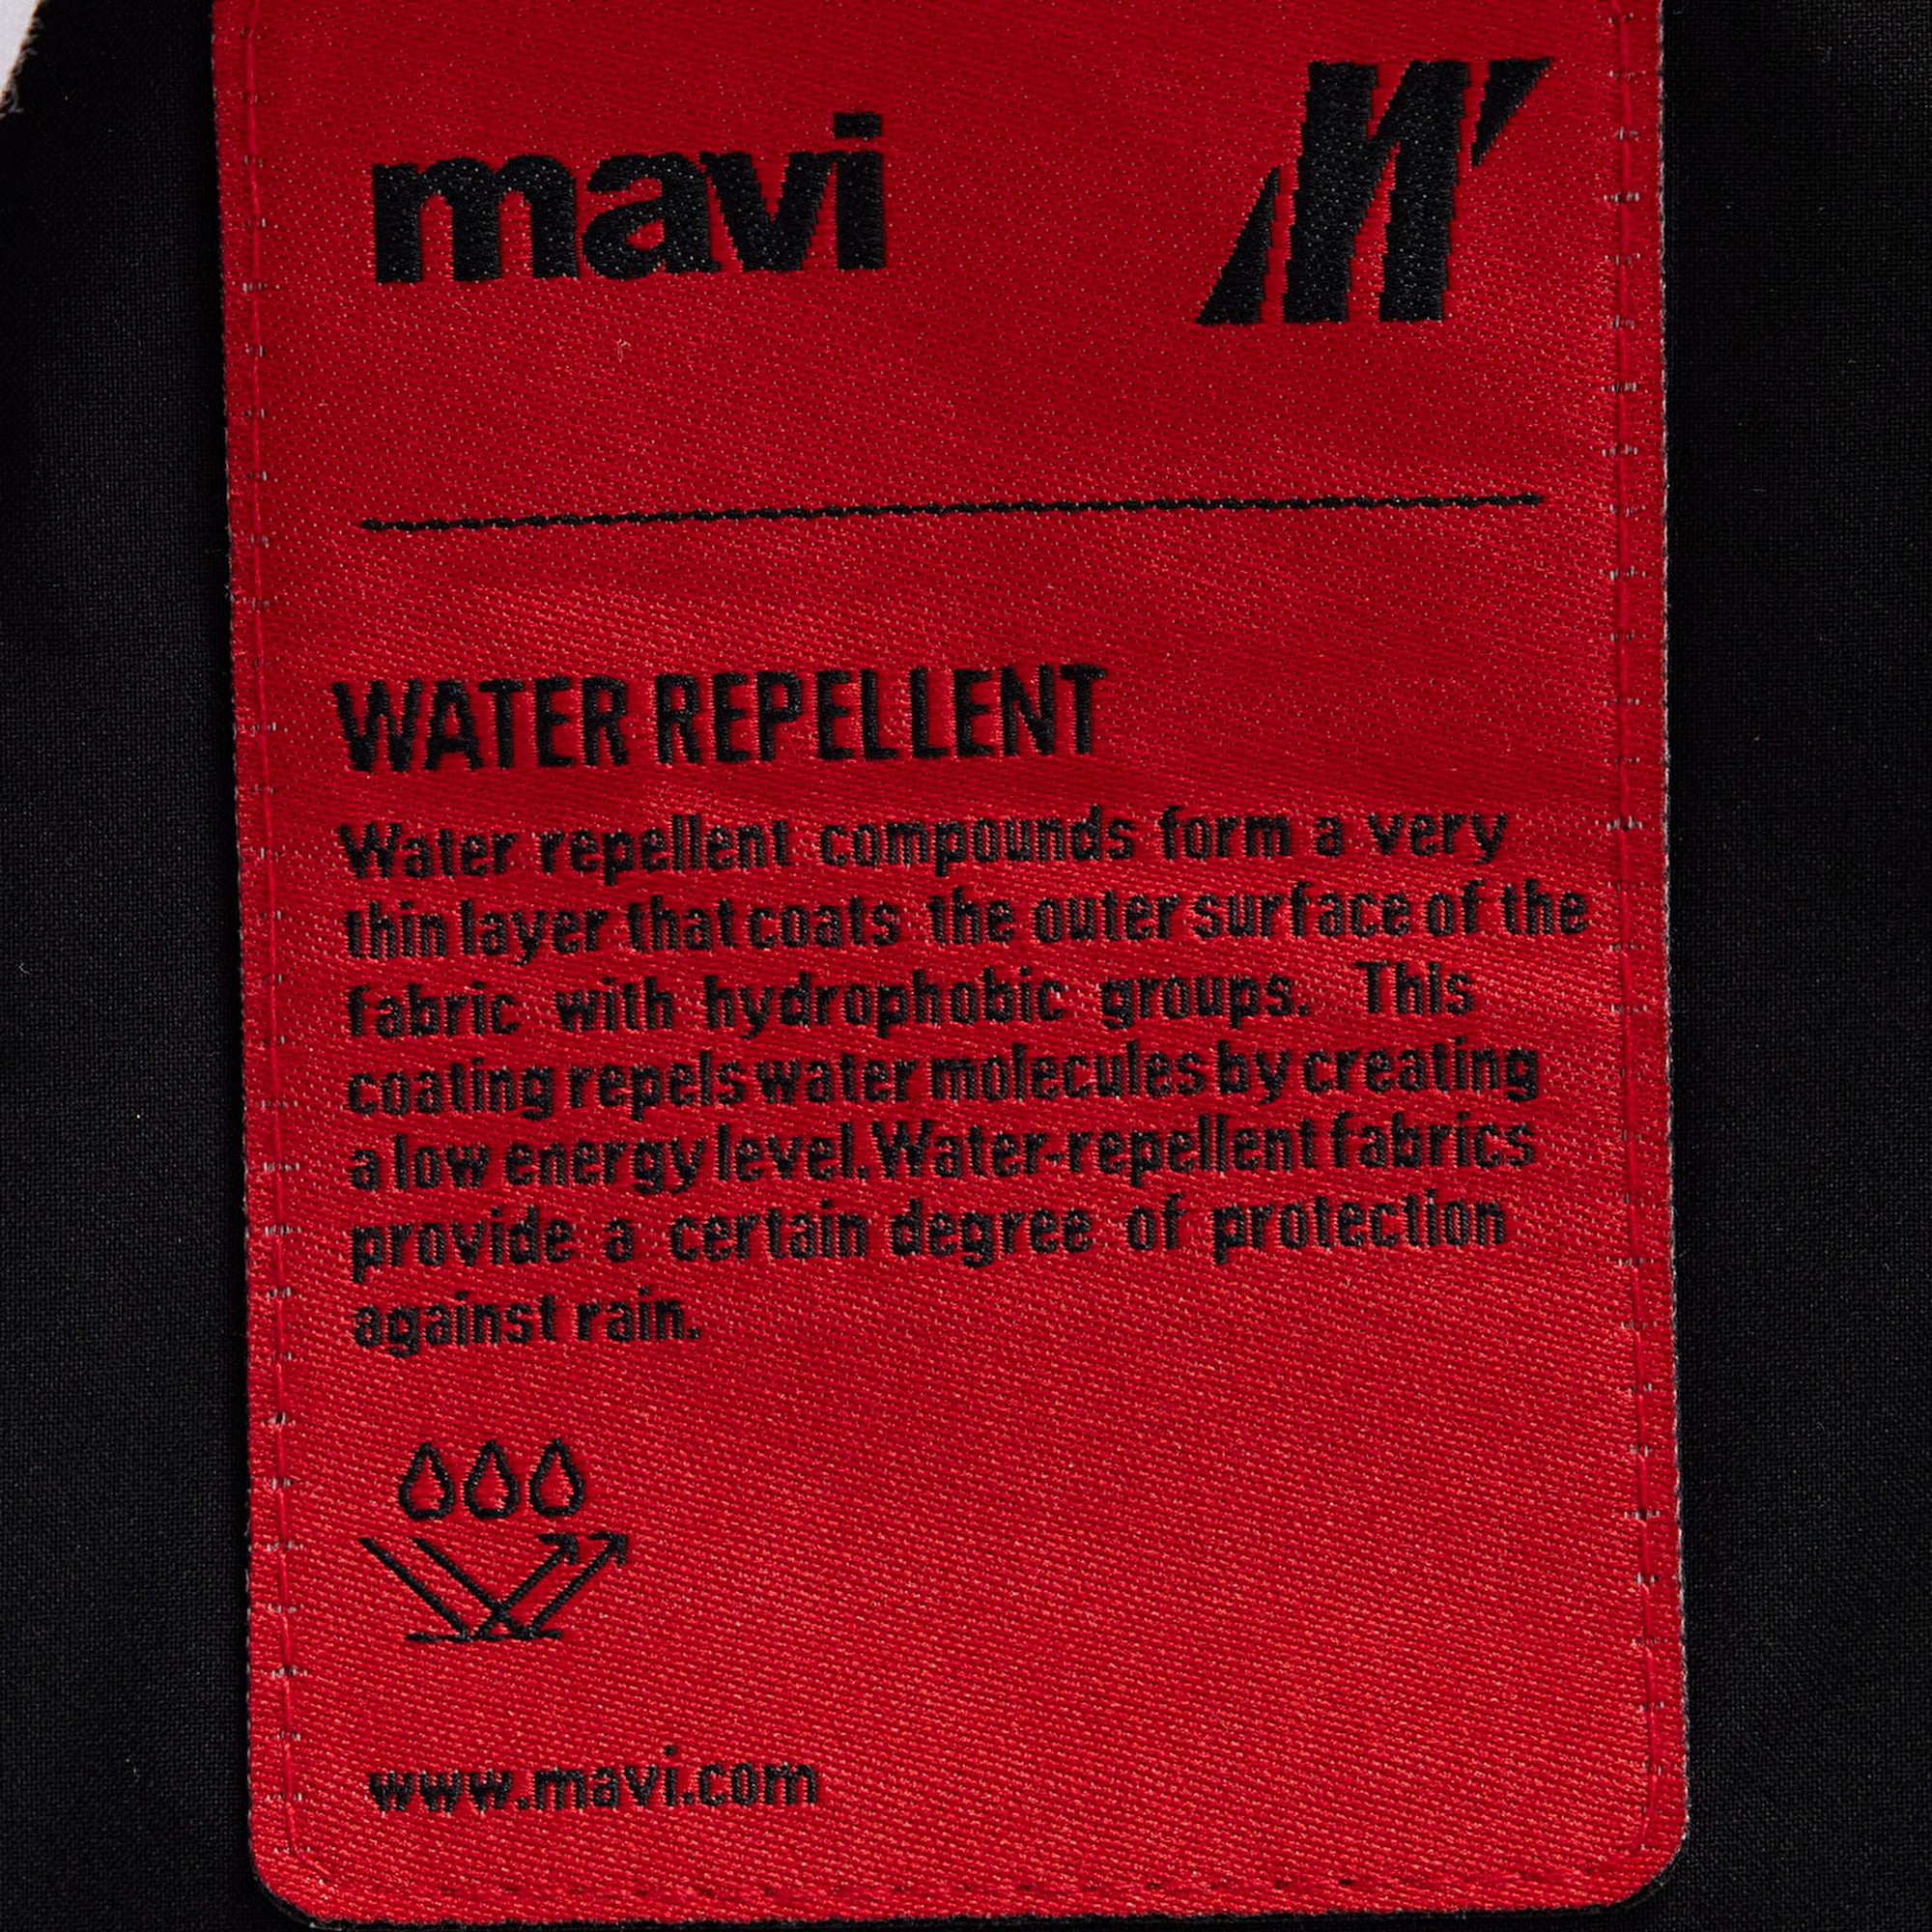 mavi
WATER REPELLENT
Water repellent compounds form a very
thin layer that coats the outer surface of the
fabric with hydrophobic groups. This
coating repels water molecules by creating
a low energy level. Water-repellent fabrics
provide a certain degree of protection
against rain.
www.mavi.com